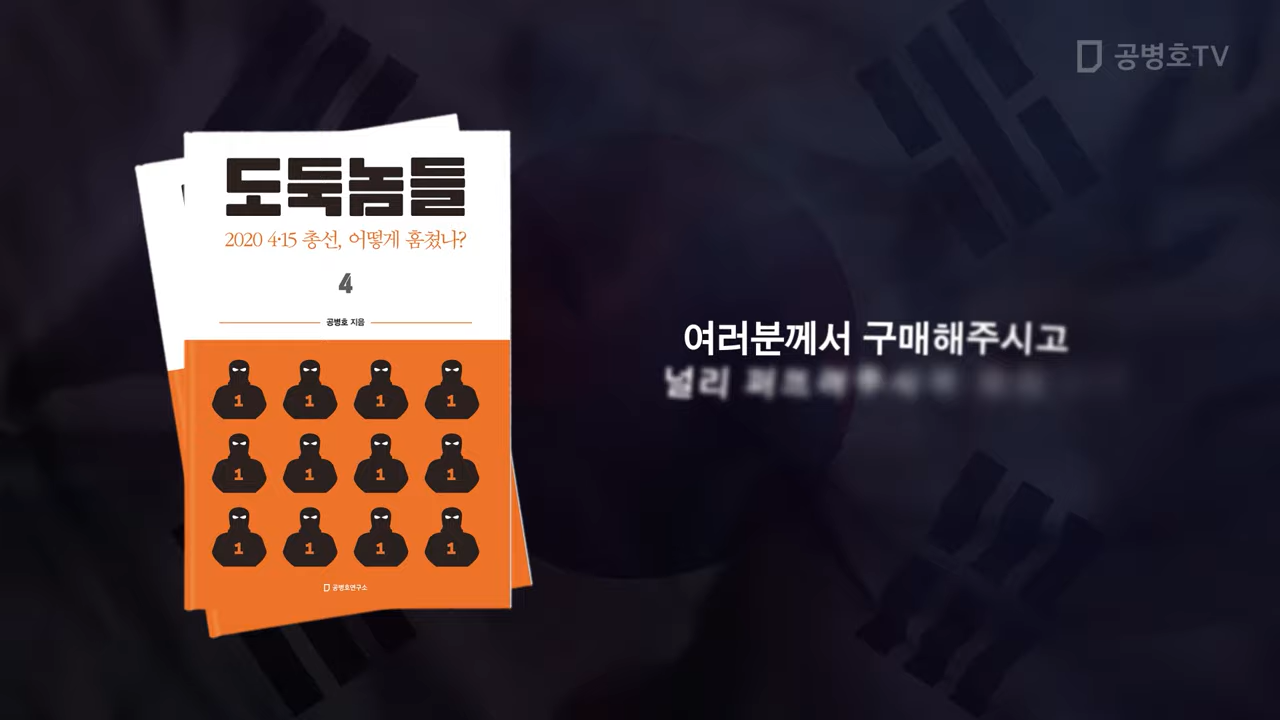 공병호TV
도둑놈들
2020 4·15 총선, 어떻게 훔쳤나?
4
공병호 지음
1 1 1 1
1 1 1 1
1 1 1 1
공병호연구소
여러분께서 구매해주시고
널리